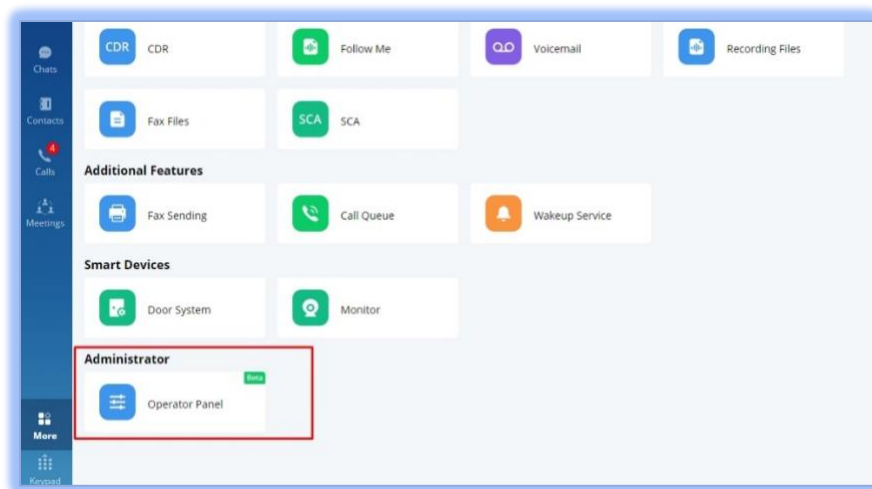 Chats
Contacts
4
Calls
Meetings
More
Keypad
CDR CDR
Follow Me
Voicemail
Recording Files
Fax Files
SCA SCA
Additional Features
Fax Sending
Call Queue
Wakeup Service
Smart Devices
Door System
Monitor
Administrator
Beta
Operator Panel